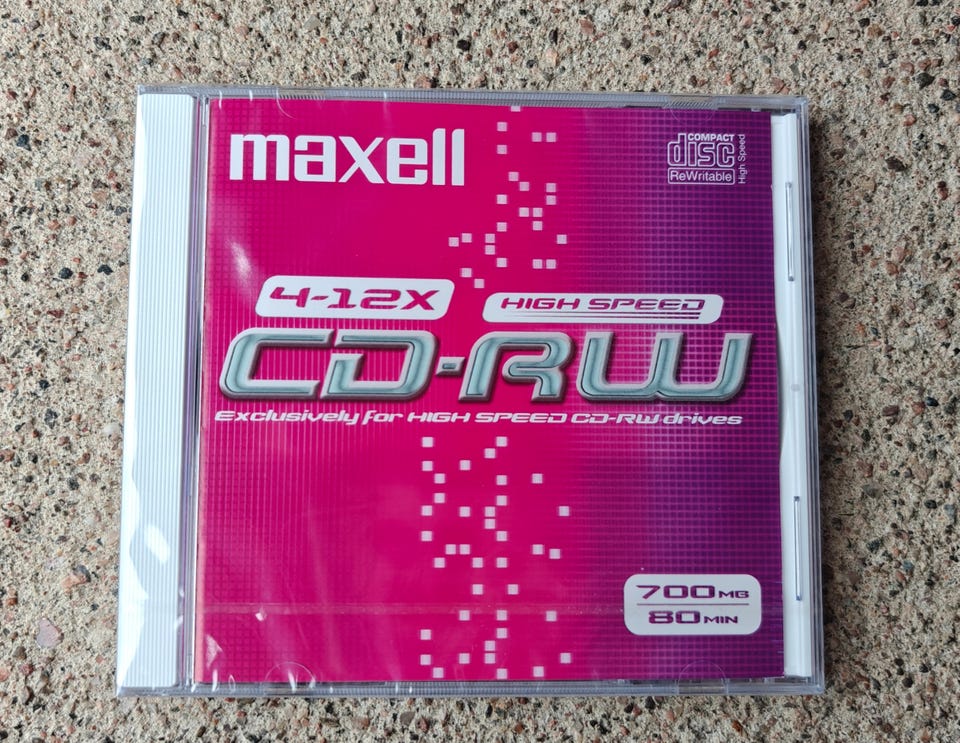 maxell
COMPACT
disc
ReWritable
High Speed
4-12X
HIGH SPEED
CD-RW
Exclusively for HIGH SPEED CD-RW drives
700MB
80MIN